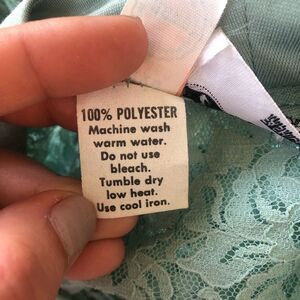 100% POLYESTER
Machine wash
warm water.
Do not use
bleach.
Tumble dry
low heat.
Use cool iron.